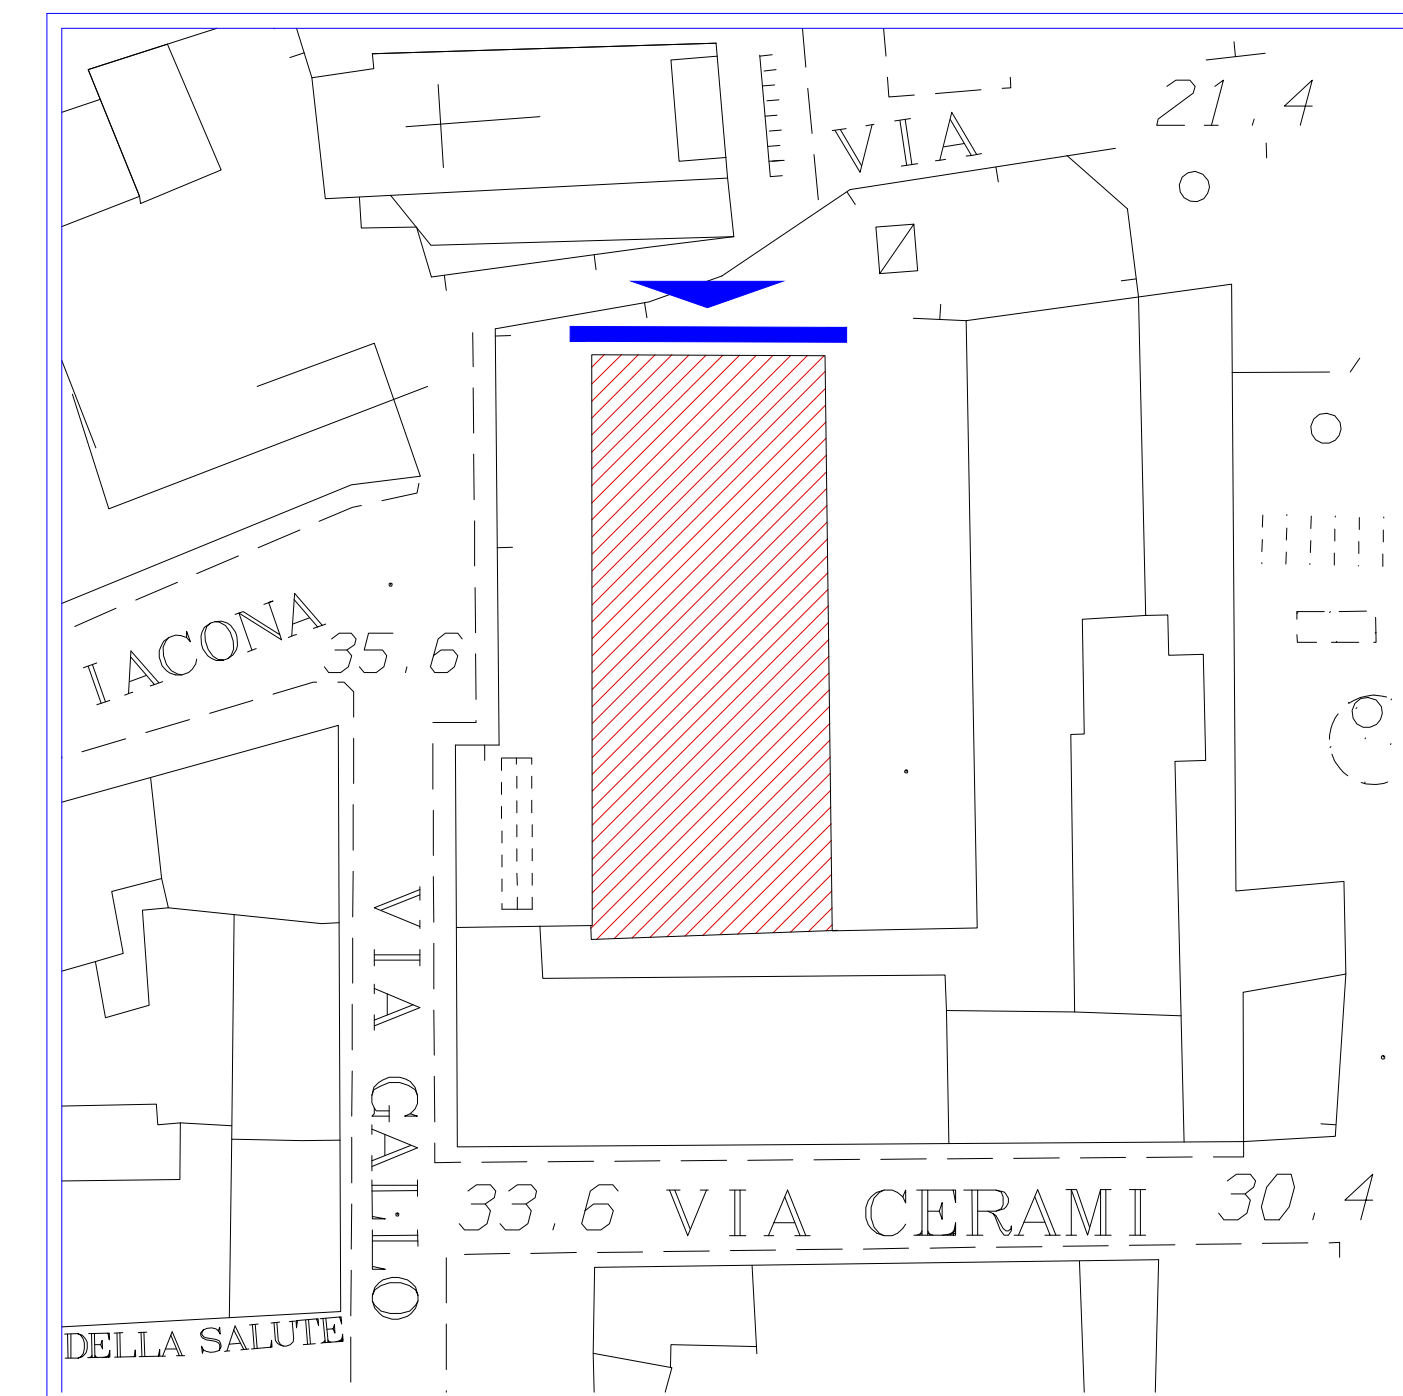 21.4
VIA
IACONA
35.6
VIA GALLO
33.6 VIA CERAMI 30.4
DELLA SALUTE